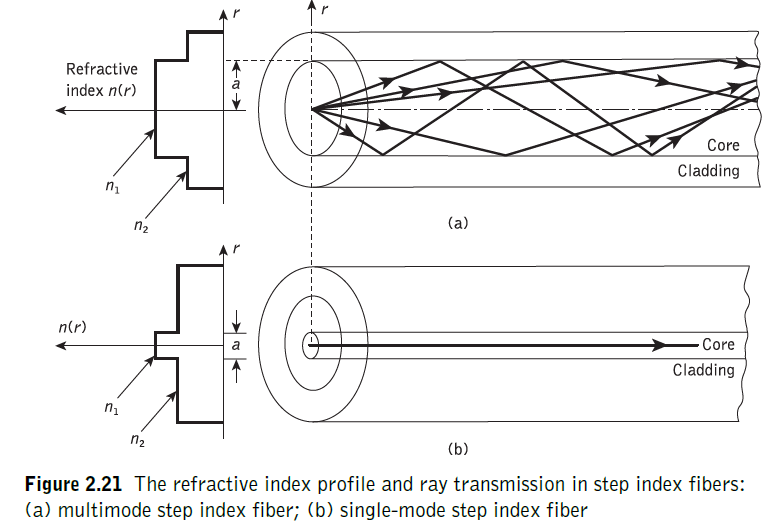 r
r
Refractive
index n(r)
a
Core
Cladding
n₁
n₂
(a)
r
n(r)
a
Core
Cladding
n₁
n₂
(b)
Figure 2.21 The refractive index profile and ray transmission in step index fibers:
(a) multimode step index fiber; (b) single-mode step index fiber